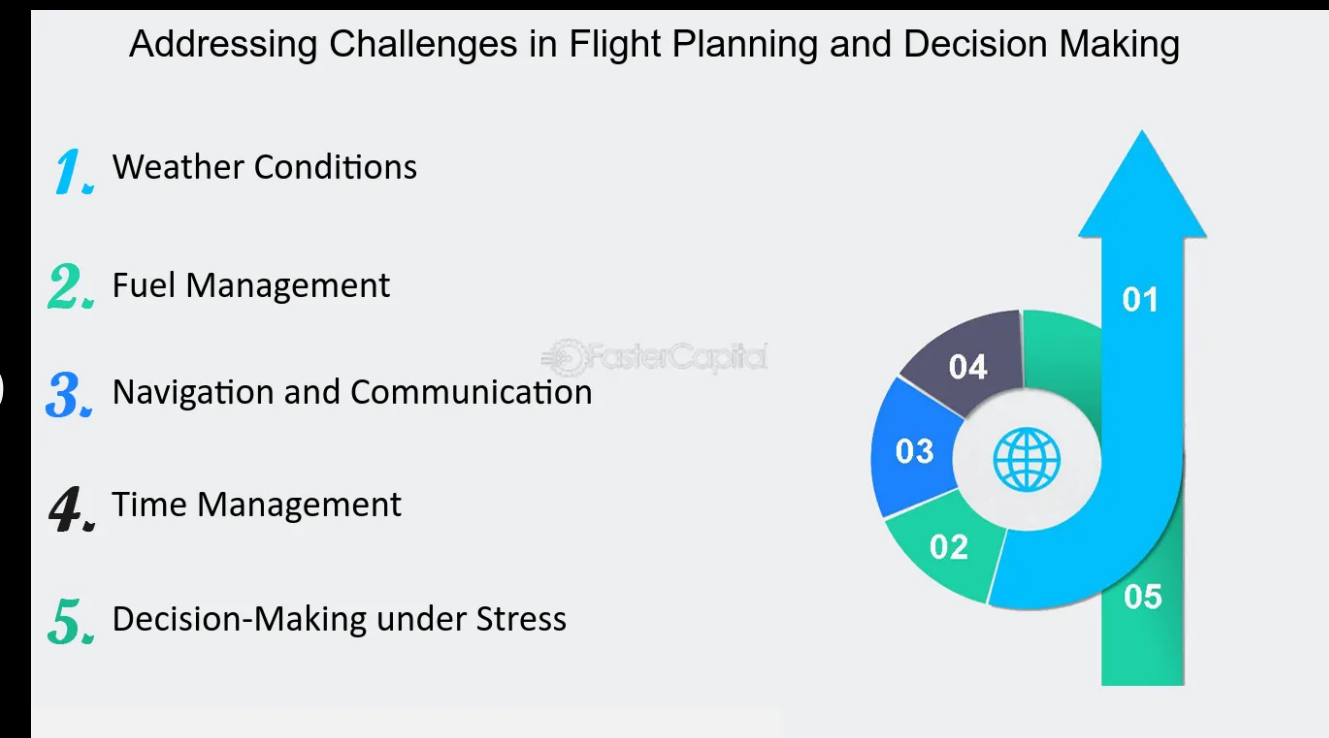 Addressing Challenges in Flight Planning and Decision Making
1. Weather Conditions
2. Fuel Management
3. Navigation and Communication
4. Time Management
5. Decision-Making under Stress
FasterCapital
01
04
03
02
05